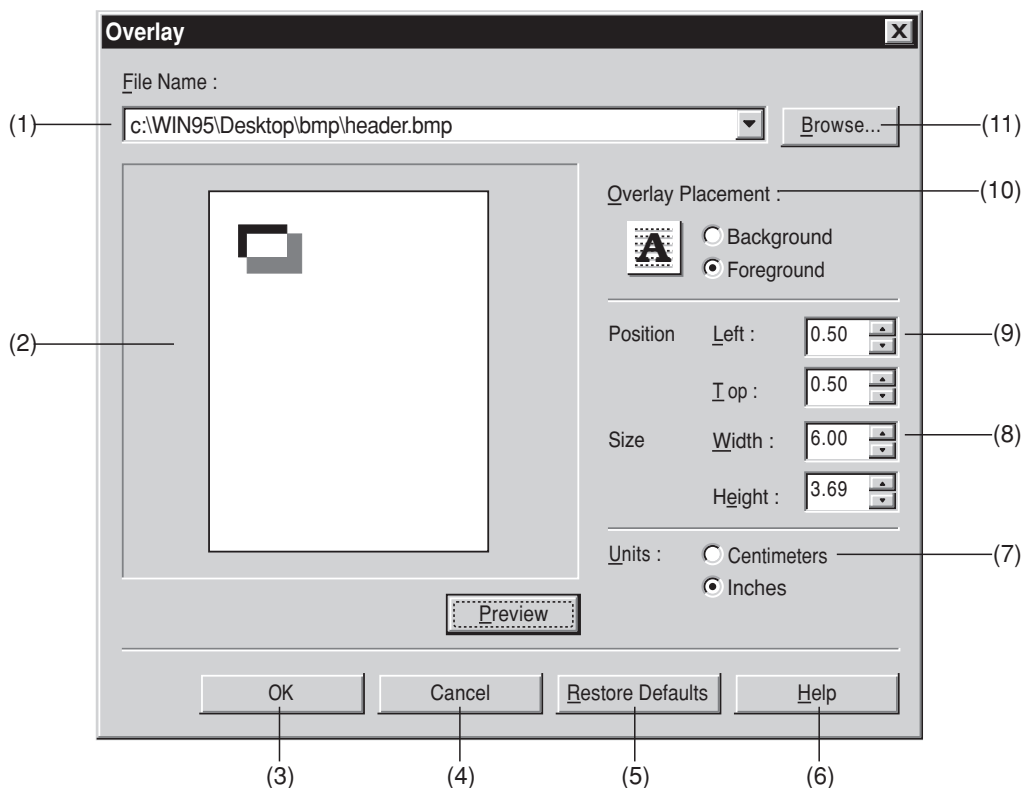 Overlay
X
File Name :
(1)
c:\WIN95\Desktop\bmp\header.bmp
Browse...
(11)
Overlay Placement :
(10)
A
Background
Foreground
(2)
Position
Left :
0.50
(9)
Top :
0.50
Size
Width :
6.00
(8)
Height :
3.69
Units :
Centimeters
(7)
Inches
Preview
OK
Cancel
Restore Defaults
Help
(3)
(4)
(5)
(6)